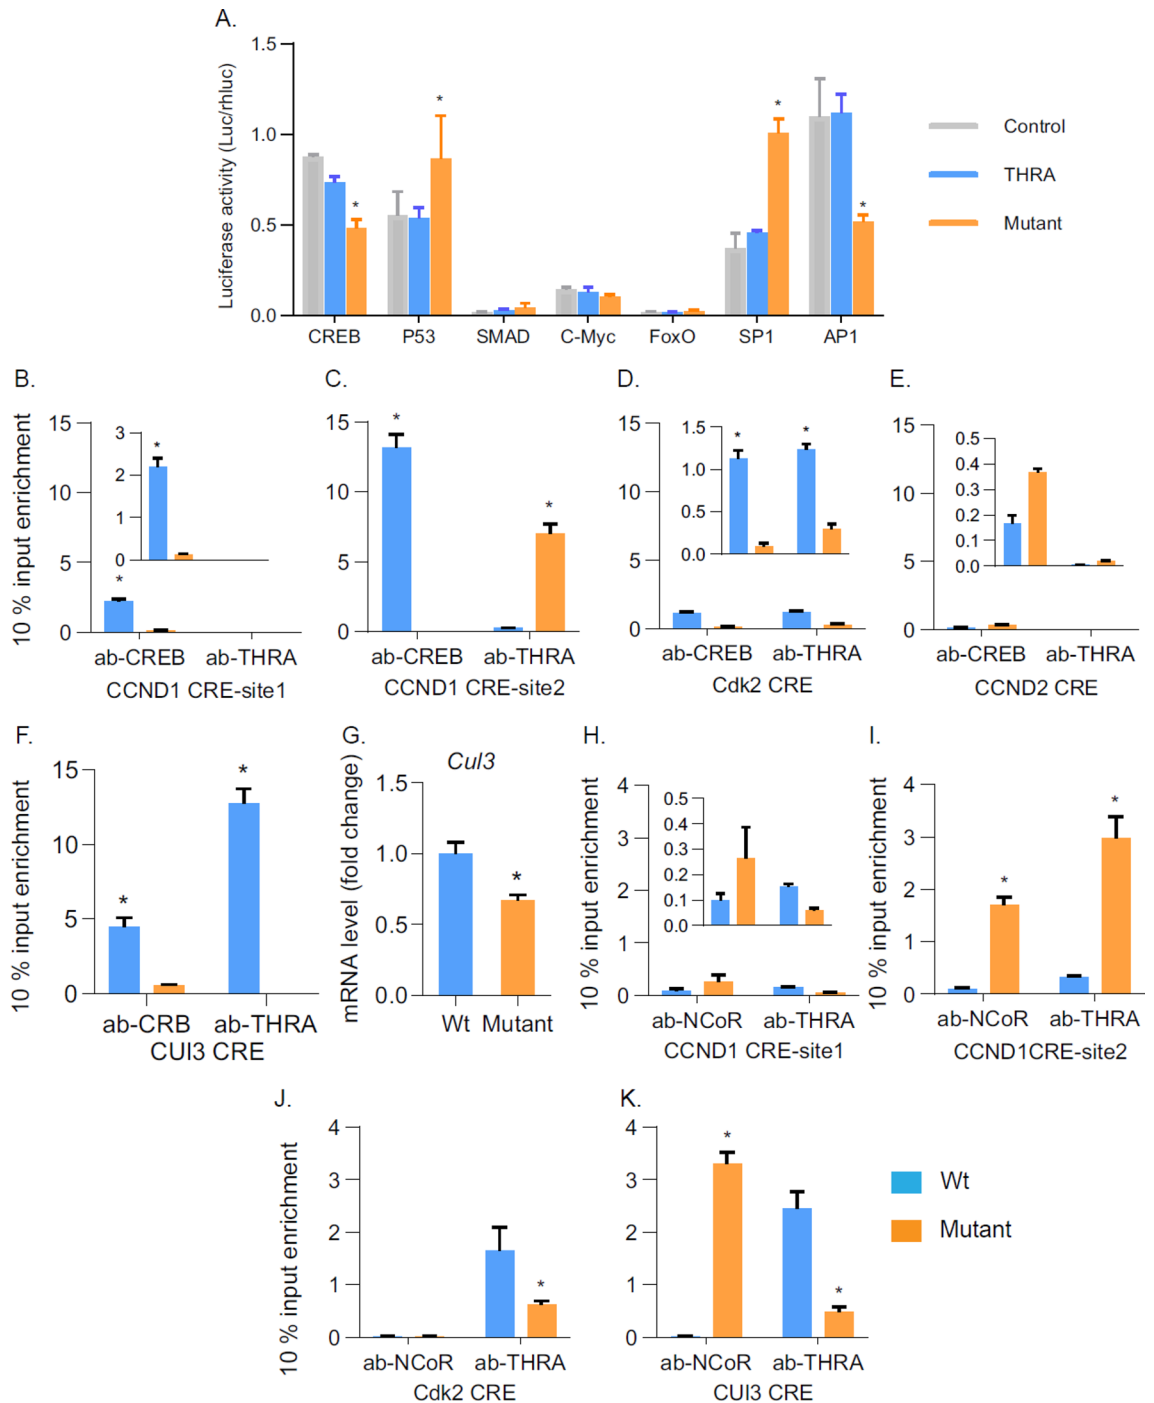 A.
Luciferase activity (Luc/rhluc)
1.5
1.0
0.5
0.0
*
*
*
*
CREB P53 SMAD C-Myc FoxO SP1 AP1
Control
THRA
Mutant
B.
10 % input enrichment
15
10
5
0
3
2
1
0
*
*
ab-CREB ab-THRA
CCND1 CRE-site1
C.
15
10
5
0
*
*
ab-CREB ab-THRA
CCND1 CRE-site2
D.
15
10
5
0
1.5
1.0
0.5
0.0
* *
ab-CREB ab-THRA
Cdk2 CRE
E.
15
10
5
0
0.5
0.4
0.3
0.2
0.1
0.0
ab-CREB ab-THRA
CCND2 CRE
F.
10 % input enrichment
15
10
5
0
*
*
ab-CRB ab-THRA
CUl3 CRE
G.
Cul3
mRNA level (fold change)
1.5
1.0
0.5
0.0
*
Wt Mutant
H.
10 % input enrichment
4
3
2
1
0
0.5
0.4
0.3
0.2
0.1
0.0
ab-NCoR ab-THRA
CCND1 CRE-site1
I.
10 % input enrichment
4
3
2
1
0
*
*
ab-NCoR ab-THRA
CCND1CRE-site2
J.
10 % input enrichment
4
3
2
1
0
*
ab-NCoR ab-THRA
Cdk2 CRE
K.
4
3
2
1
0
*
*
ab-NCoR ab-THRA
CUl3 CRE
Wt
Mutant